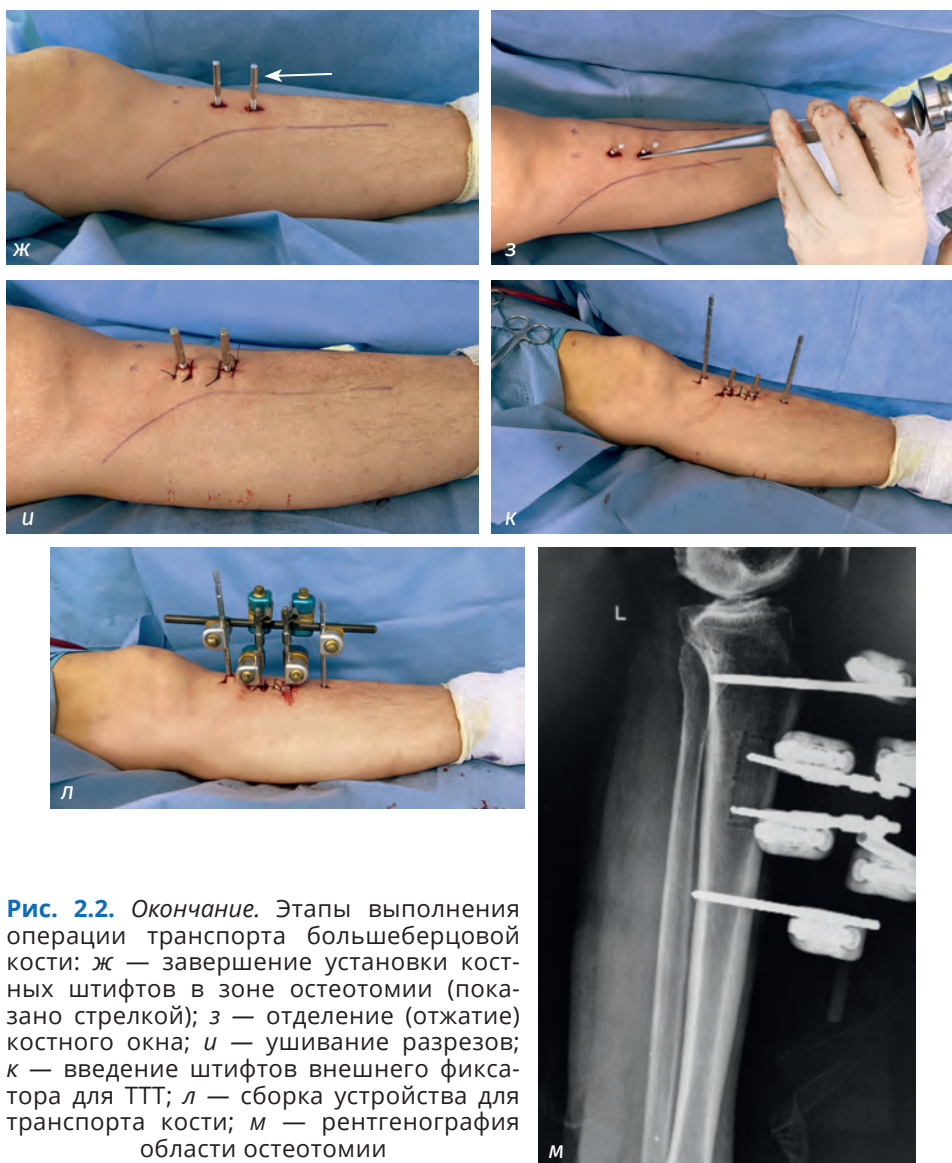 ж
з
и
к
л
L
м
Рис. 2.2. Окончание. Этапы выполнения
операции транспорта большеберцовой
кости: ж — завершение установки кост-
ных штифтов в зоне остеотомии (пока-
зано стрелкой); з — отделение (отжатие)
костного окна; и — ушивание разрезов;
к — введение штифтов внешнего фикса-
тора для ТТТ; л — сборка устройства для
транспорта кости; м — рентгенография
области остеотомии